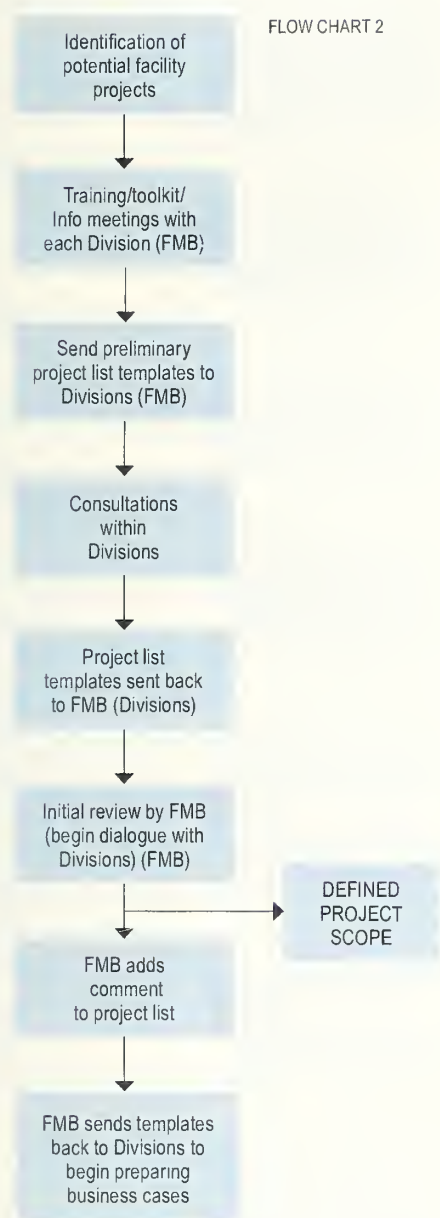 FLOW CHART 2
Identification of
potential facility
projects
Training/toolkit/
Info meetings with
each Division (FMB)
Send preliminary
project list templates to
Divisions (FMB)
Consultations
within
Divisions
Project list
templates sent back
to FMB (Divisions)
Initial review by FMB
(begin dialogue with
Divisions) (FMB)
DEFINED
PROJECT
SCOPE
FMB adds
comment
to project list
FMB sends templates
back to Divisions to
begin preparing
business cases